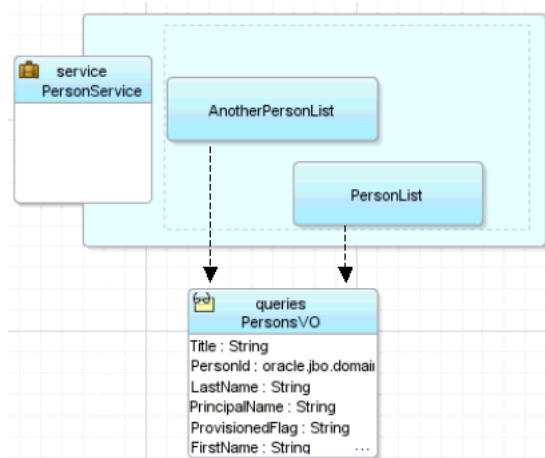 service
PersonService
AnotherPersonList
PersonList
queries
PersonsVO
Title : String
PersonId : oracle.jbo.domai
LastName : String
PrincipalName : String
ProvisionedFlag : String
FirstName : String ...